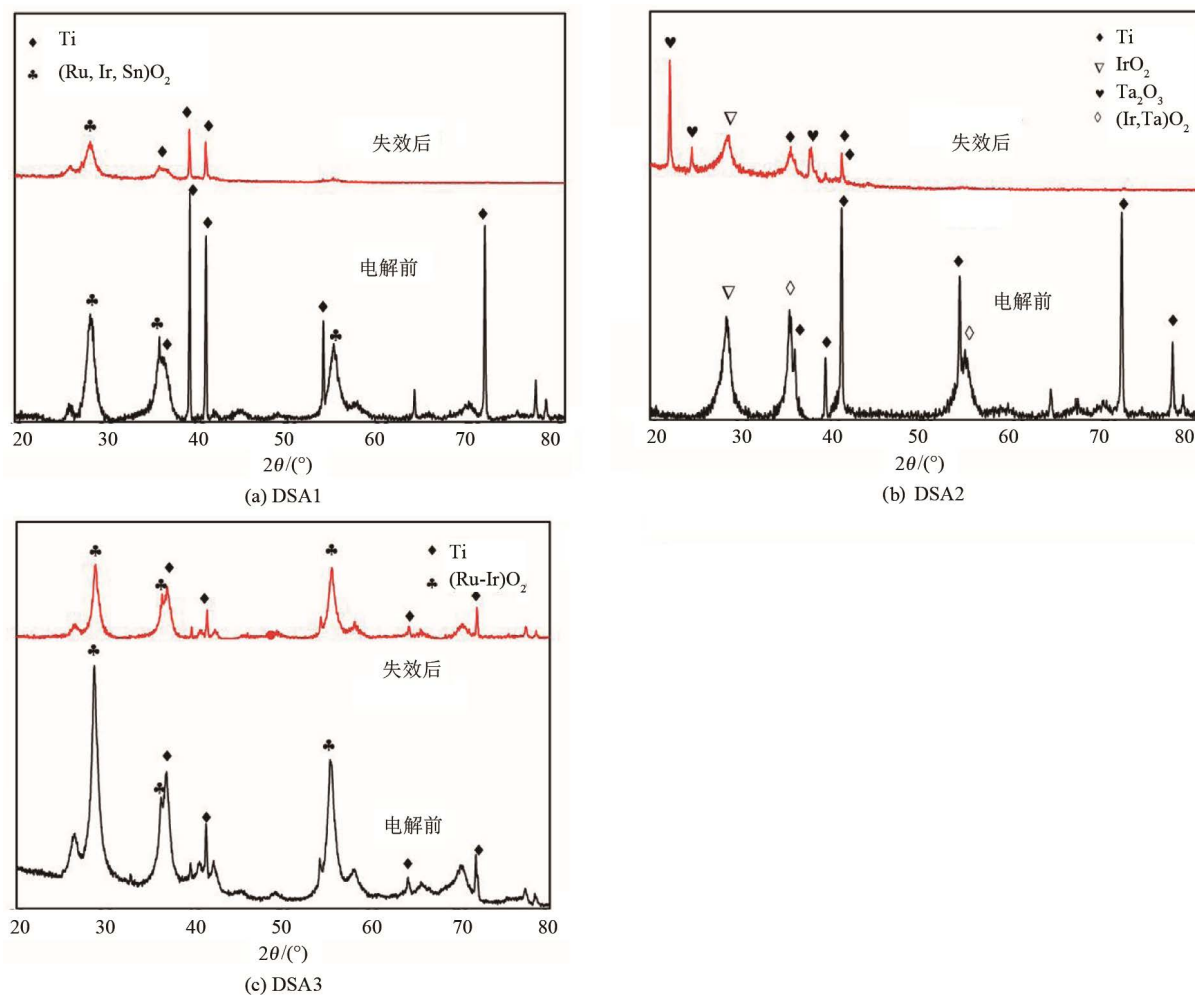 ♦ Ti
♣ (Ru, Ir, Sn)O₂
失效后
电解前
20 30 40 50 60 70 80
2θ/(°)
(a) DSA1
♦ Ti
▽ IrO₂
♥ Ta₂O₃
◇ (Ir,Ta)O₂
失效后
电解前
20 30 40 50 60 70 80
2θ/(°)
(b) DSA2
♦ Ti
♣ (Ru-Ir)O₂
失效后
电解前
20 30 40 50 60 70 80
2θ/(°)
(c) DSA3